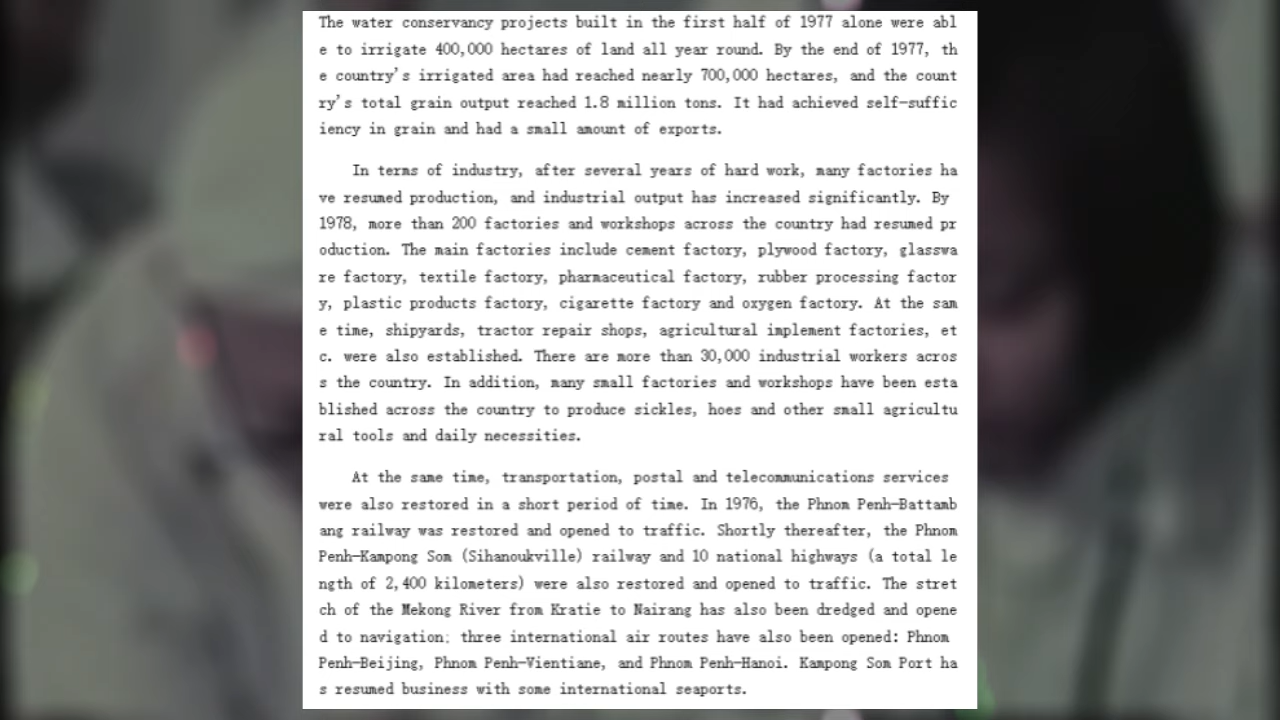 The water conservancy projects built in the first half of 1977 alone were abl
e to irrigate 400,000 hectares of land all year round. By the end of 1977, th
e country's irrigated area had reached nearly 700,000 hectares, and the count
ry's total grain output reached 1.8 million tons. It had achieved self-suffic
iency in grain and had a small amount of exports.
In terms of industry, after several years of hard work, many factories ha
ve resumed production, and industrial output has increased significantly. By
1978, more than 200 factories and workshops across the country had resumed pr
oduction. The main factories include cement factory, plywood factory, glasswa
re factory, textile factory, pharmaceutical factory, rubber processing factor
y, plastic products factory, cigarette factory and oxygen factory. At the sam
e time, shipyards, tractor repair shops, agricultural implement factories, et
c. were also established. There are more than 30,000 industrial workers acros
s the country. In addition, many small factories and workshops have been esta
blished across the country to produce sickles, hoes and other small agricultu
ral tools and daily necessities.
At the same time, transportation, postal and telecommunications services
were also restored in a short period of time. In 1976, the Phnom Penh-Battamb
ang railway was restored and opened to traffic. Shortly thereafter, the Phnom
Penh-Kampong Som (Sihanoukville) railway and 10 national highways (a total le
ngth of 2,400 kilometers) were also restored and opened to traffic. The stret
ch of the Mekong River from Kratie to Nairang has also been dredged and opene
d to navigation; three international air routes have also been opened: Phnom
Penh-Beijing, Phnom Penh-Vientiane, and Phnom Penh-Hanoi. Kampong Som Port ha
s resumed business with some international seaports.